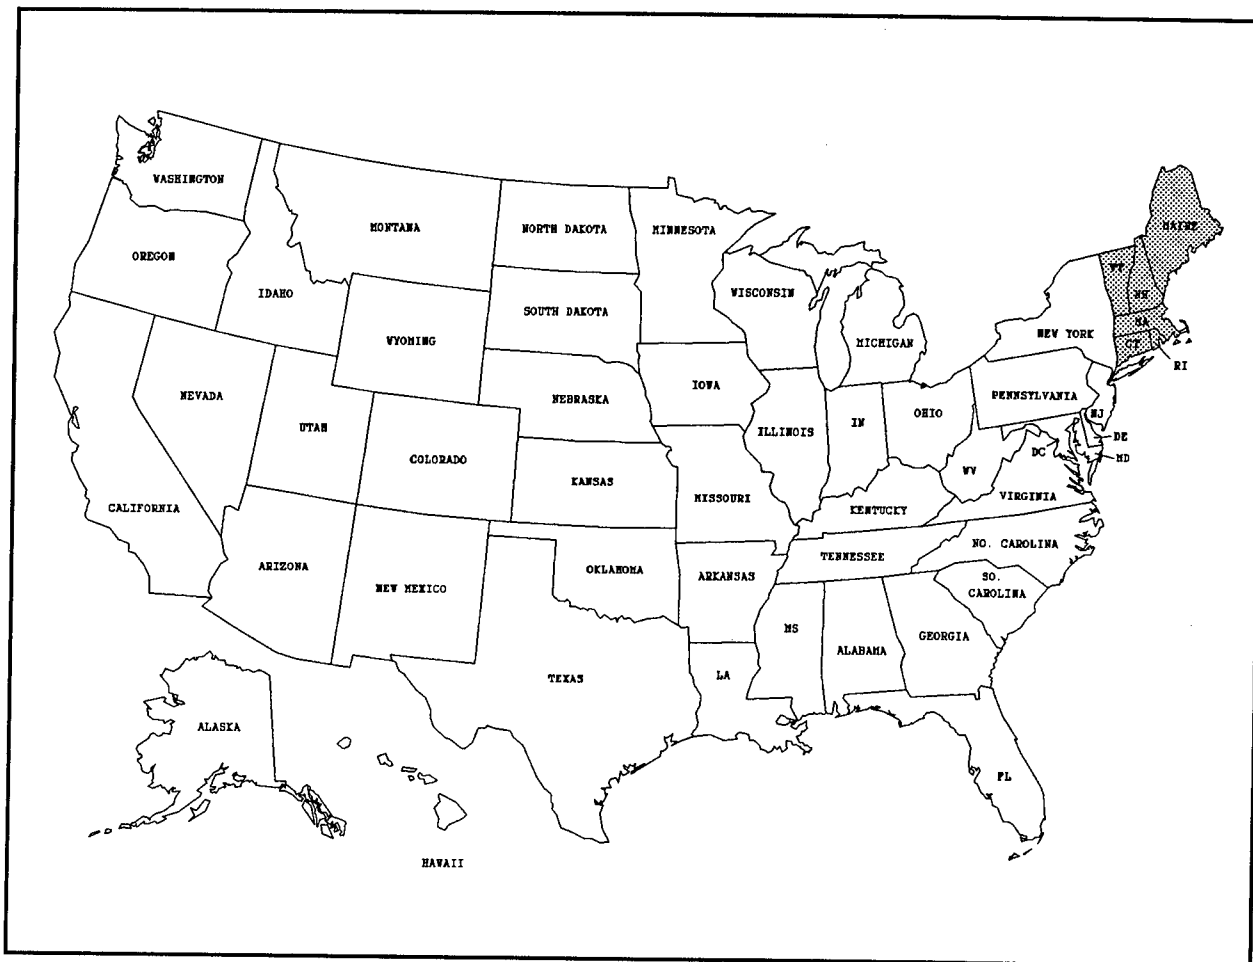 WASHINGTON
MAINE
MONTANA
NORTH DAKOTA
MINNESOTA
OREGON
VT
IDAHO
WISCONSIN
NH
SOUTH DAKOTA
MA
WYOMING
NEW YORK
MICHIGAN
CT
RI
IOWA
NEVADA
NEBRASKA
PENNSYLVANIA
NJ
OHIO
IN
UTAH
ILLINOIS
DE
DC
MD
COLORADO
WV
KANSAS
MISSOURI
VIRGINIA
CALIFORNIA
KENTUCKY
NO. CAROLINA
TENNESSEE
ARIZONA
OKLAHOMA
ARKANSAS
SO.
CAROLINA
NEW MEXICO
MS
GEORGIA
ALABAMA
TEXAS
LA
ALASKA
FL
HAWAII